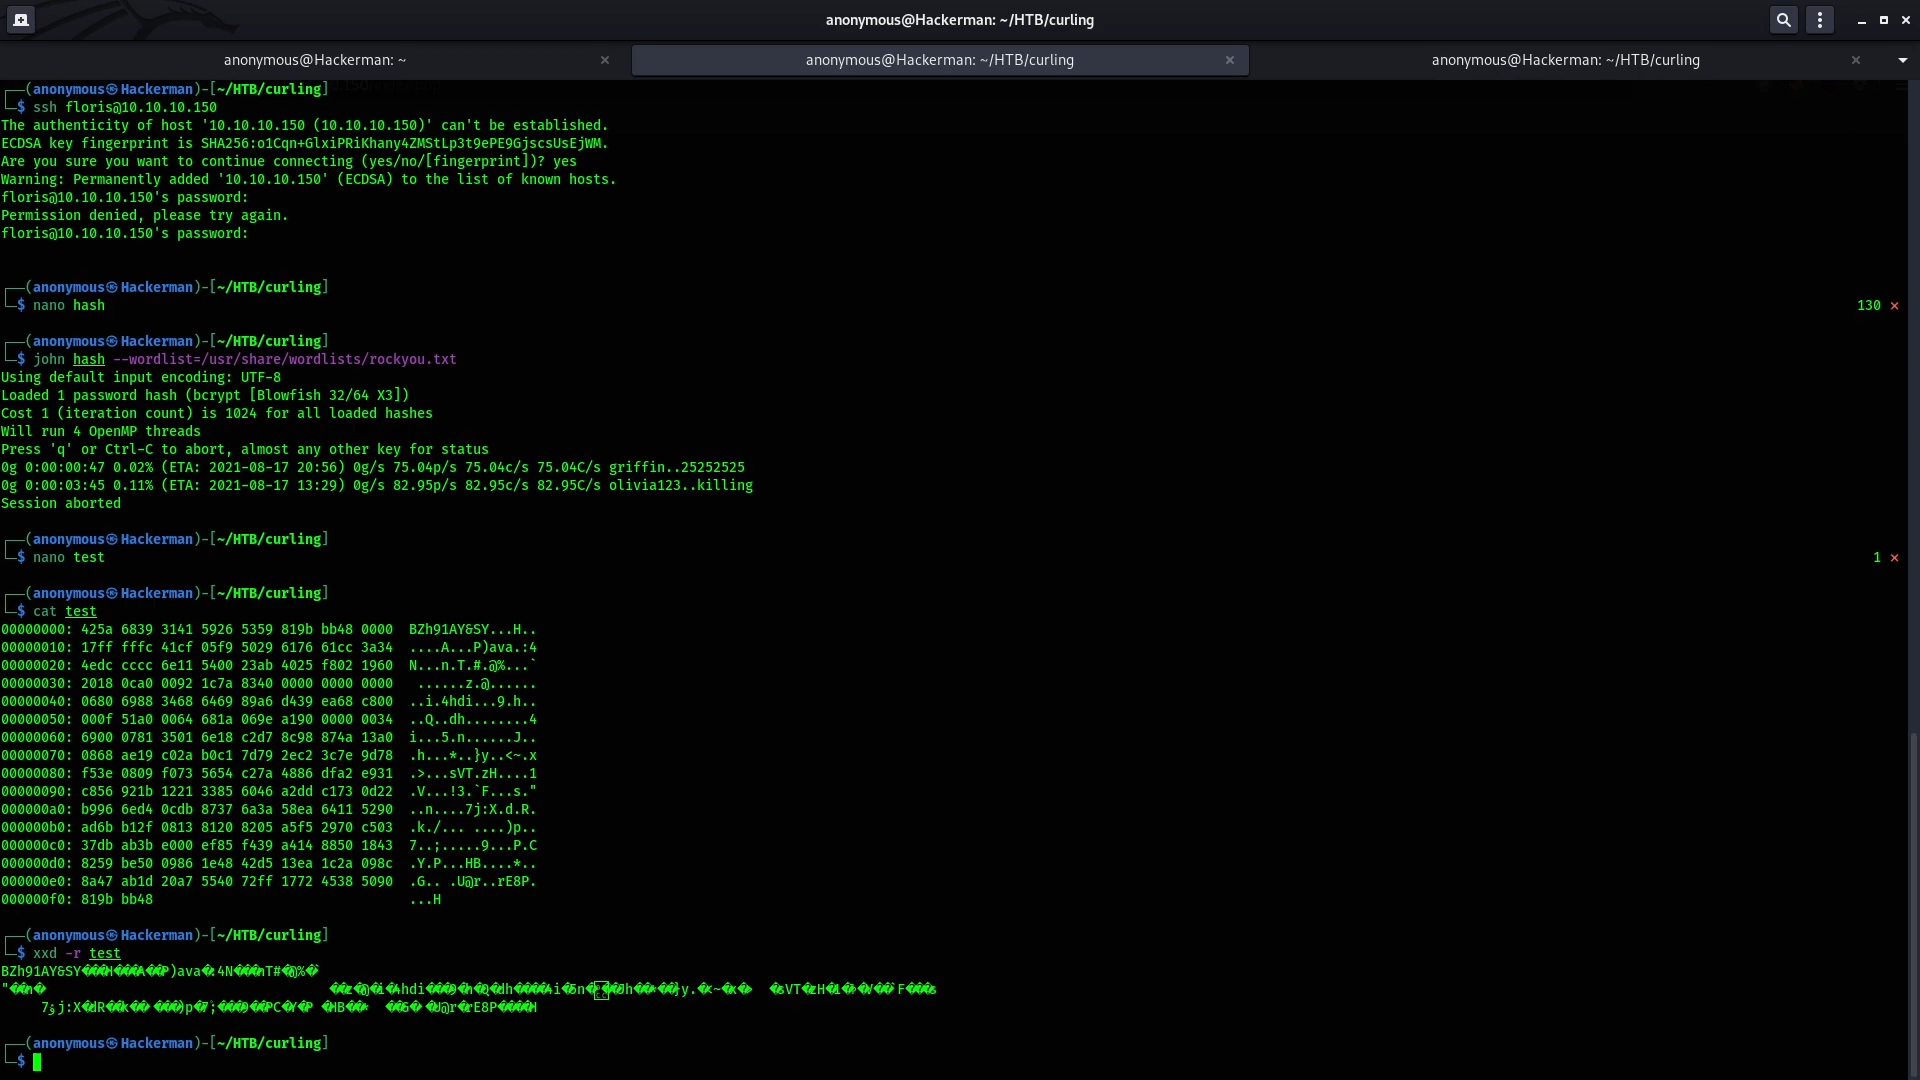 anonymous@Hackerman: ~/HTB/curling
anonymous@Hackerman: ~
anonymous@Hackerman: ~/HTB/curling
anonymous@Hackerman: ~/HTB/curling
┌──(anonymous㉿Hackerman)-[~/HTB/curling]
└─$ ssh floris@10.10.10.150
The authenticity of host '10.10.10.150 (10.10.10.150)' can't be established.
ECDSA key fingerprint is SHA256:o1Cqn+GlxiPRiKhany4ZMStLp3t9ePE9GjscsUsEjWM.
Are you sure you want to continue connecting (yes/no/[fingerprint])? yes
Warning: Permanently added '10.10.10.150' (ECDSA) to the list of known hosts.
floris@10.10.10.150's password:
Permission denied, please try again.
floris@10.10.10.150's password:
┌──(anonymous㉿Hackerman)-[~/HTB/curling]
└─$ nano hash 130 ⨯
┌──(anonymous㉿Hackerman)-[~/HTB/curling]
└─$ john hash --wordlist=/usr/share/wordlists/rockyou.txt
Using default input encoding: UTF-8
Loaded 1 password hash (bcrypt [Blowfish 32/64 X3])
Cost 1 (iteration count) is 1024 for all loaded hashes
Will run 4 OpenMP threads
Press 'q' or Ctrl-C to abort, almost any other key for status
0g 0:00:00:47 0.02% (ETA: 2021-08-17 20:56) 0g/s 75.04p/s 75.04c/s 75.04C/s griffin..25252525
0g 0:00:03:45 0.11% (ETA: 2021-08-17 13:29) 0g/s 82.95p/s 82.95c/s 82.95C/s olivia123..killing
Session aborted
┌──(anonymous㉿Hackerman)-[~/HTB/curling]
└─$ nano test 1 ⨯
┌──(anonymous㉿Hackerman)-[~/HTB/curling]
└─$ cat test
00000000: 425a 6839 3141 5926 5359 819b bb48 0000  BZh91AY&SY...H..
00000010: 17ff fffc 41cf 05f9 5029 6176 61cc 3a34  ....A...P)ava.:4
00000020: 4edc cccc 6e11 5400 23ab 4025 f802 1960  N...n.T.#.@%...`
00000030: 2018 0ca0 0092 1c7a 8340 0000 0000 0000   ......z.@......
00000040: 0680 6988 3468 6469 89a6 d439 ea68 c800  ..i.4hdi...9.h..
00000050: 000f 51a0 0064 681a 069e a190 0000 0034  ..Q..dh........4
00000060: 6900 0781 3501 6e18 c2d7 8c98 874a 13a0  i...5.n......J..
00000070: 0868 ae19 c02a b0c1 7d79 2ec2 3c7e 9d78  .h...*..}y..<~.x
00000080: f53e 0809 f073 5654 c27a 4886 dfa2 e931  .>...sVT.zH....1
00000090: c856 921b 1221 3385 6046 a2dd c173 0d22  .V...!3.`F...s."
000000a0: b996 6ed4 0cdb 8737 6a3a 58ea 6411 5290  ..n....7j:X.d.R.
000000b0: ad6b b12f 0813 8120 8205 a5f5 2970 c503  .k./... ....)p..
000000c0: 37db ab3b e000 ef85 f439 a414 8850 1843  7..;.....9...P.C
000000d0: 8259 be50 0986 1e48 42d5 13ea 1c2a 098c  .Y.P...HB....*..
000000e0: 8a47 ab1d 20a7 5540 72ff 1772 4538 5090  .G.. .U@r..rE8P.
000000f0: 819b bb48                                ...H
┌──(anonymous㉿Hackerman)-[~/HTB/curling]
└─$ xxd -r test
BZh91AY&SY
┌──(anonymous㉿Hackerman)-[~/HTB/curling]
└─$